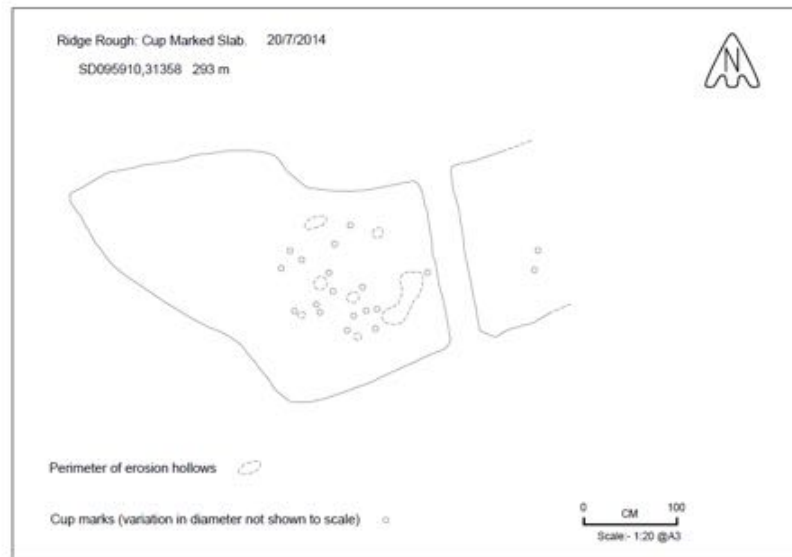 Ridge Rough: Cup Marked Slab. 20/7/2014
SD095910,31358 293 m
N
Perimeter of erosion hollows
Cup marks (variation in diameter not shown to scale)
0 100
CM
Scale:- 1:20 @A3